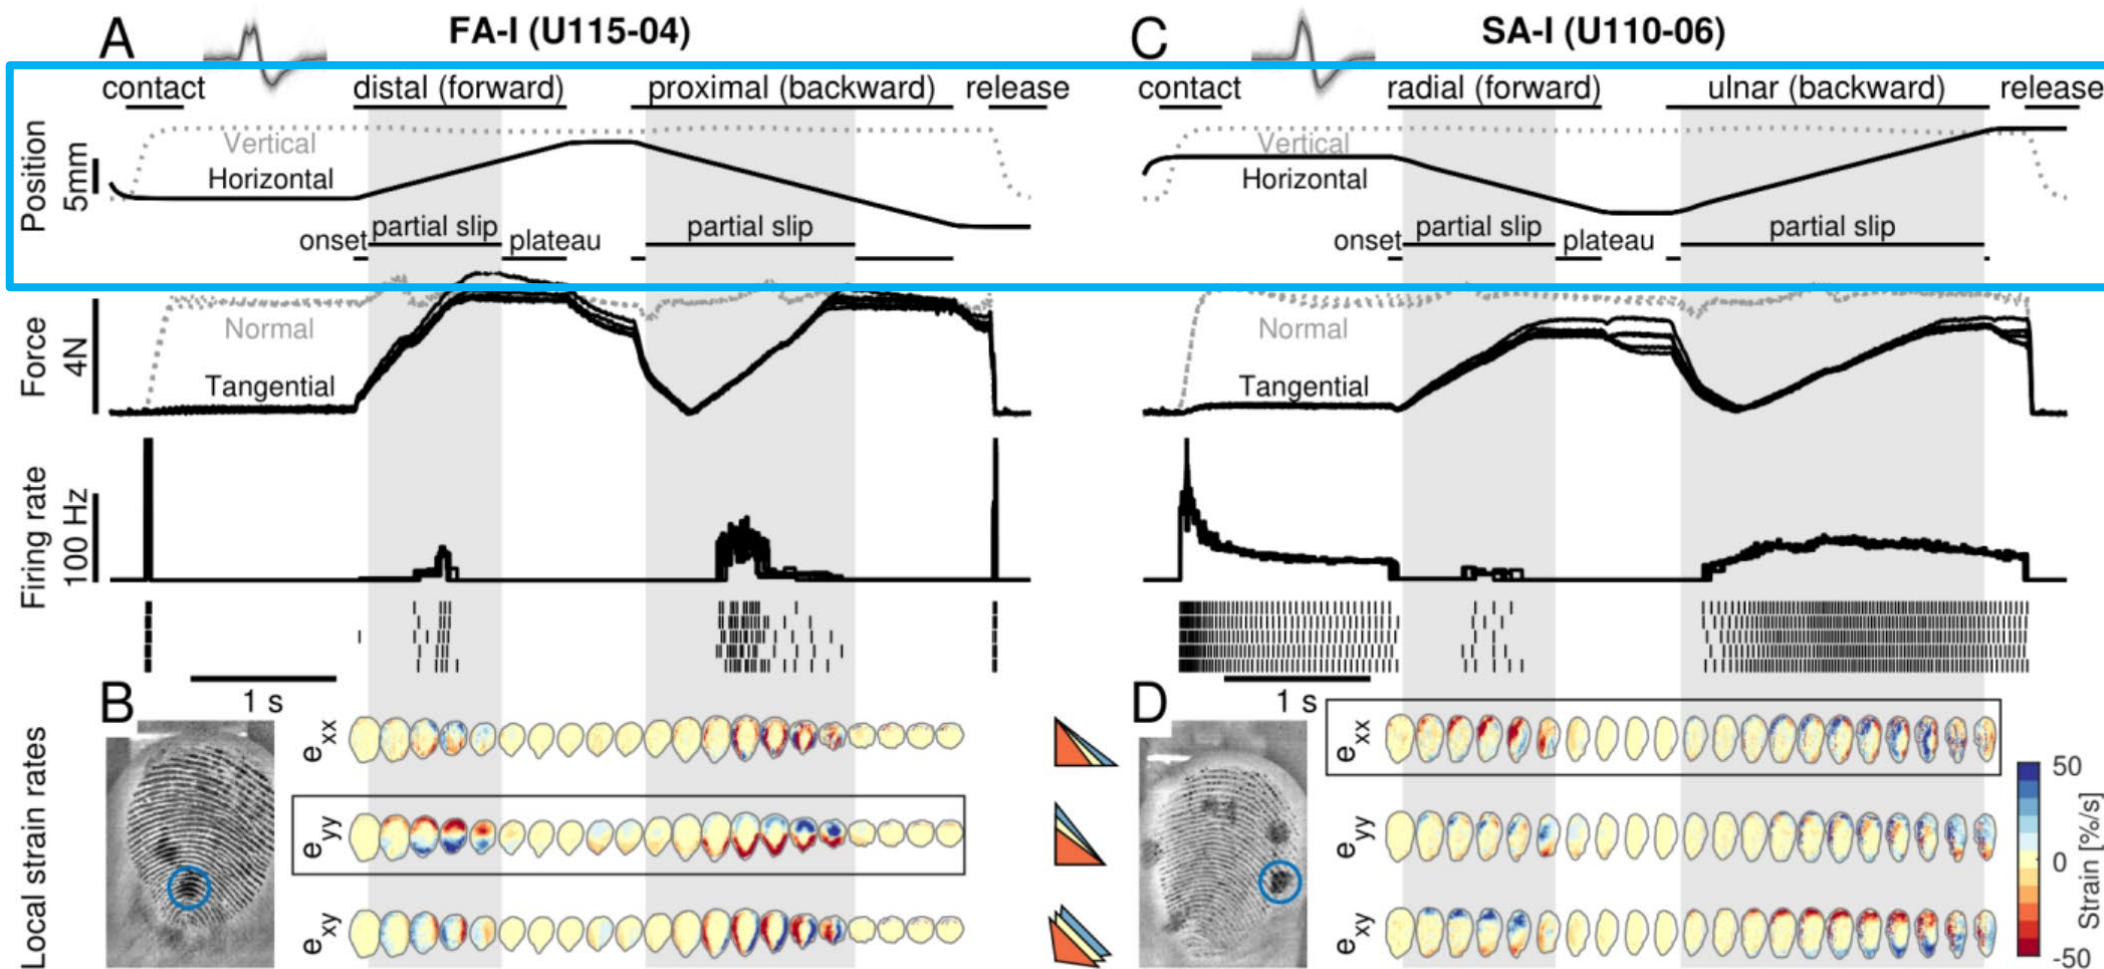 A FA-I (U115-04)
contact distal (forward) proximal (backward) release
Position
5mm
Vertical
Horizontal
onset partial slip plateau partial slip
Force
4N
Normal
Tangential
Firing rate
100 Hz
1 s
C SA-I (U110-06)
contact radial (forward) ulnar (backward) release
Vertical
Horizontal
onset partial slip plateau partial slip
Normal
Tangential
1 s
B
Local strain rates
exx
eyy
exy
D
exx
eyy
exy
50
0
-50
Strain [%/s]